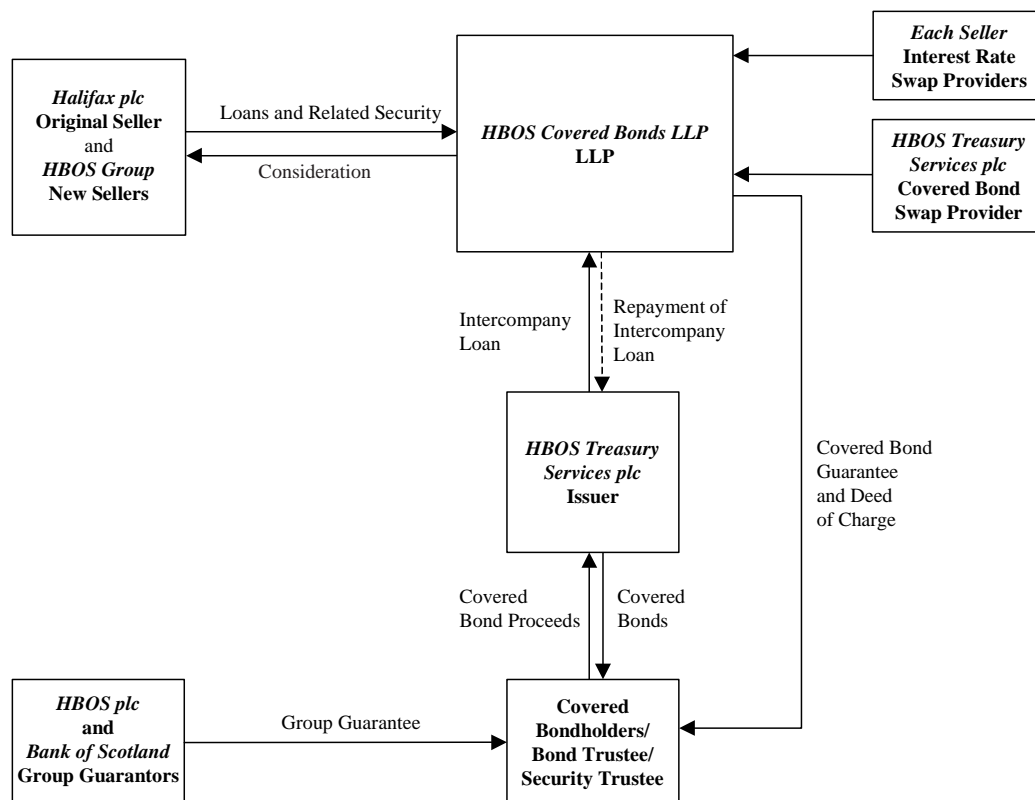 Each Seller
Interest Rate
Swap Providers
Halifax plc
Original Seller
and
HBOS Group
New Sellers
Loans and Related Security
Consideration
HBOS Covered Bonds LLP
LLP
HBOS Treasury
Services plc
Covered Bond
Swap Provider
Intercompany
Loan
Repayment of
Intercompany
Loan
HBOS Treasury
Services plc
Issuer
Covered Bond
Guarantee
and Deed
of Charge
Covered
Bond Proceeds
Covered
Bonds
HBOS plc
and
Bank of Scotland
Group Guarantors
Group Guarantee
Covered
Bondholders/
Bond Trustee/
Security Trustee